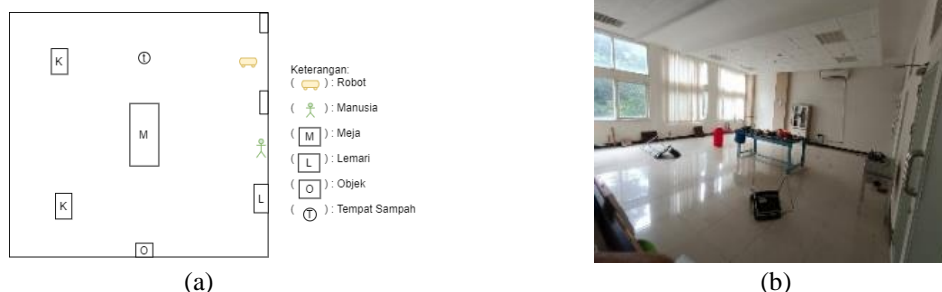 K
t
M
K
L
O
Keterangan:
( ) : Robot
( ) : Manusia
( M ) : Meja
( L ) : Lemari
( O ) : Objek
( T ) : Tempat Sampah
(a)
(b)